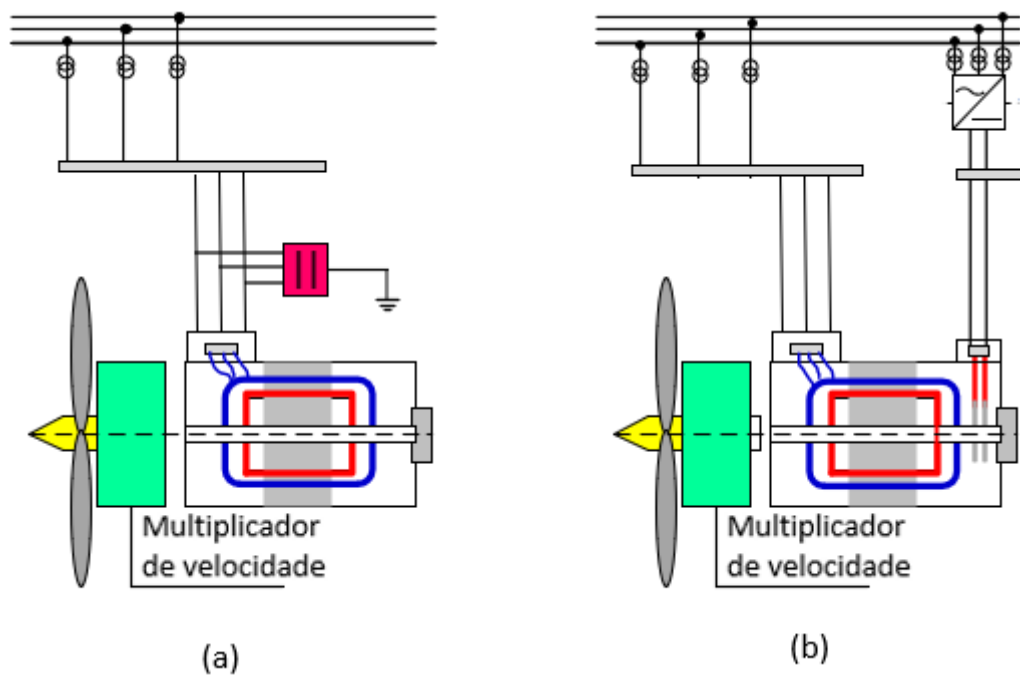 Multiplicador
de velocidade
(a)
Multiplicador
de velocidade
(b)